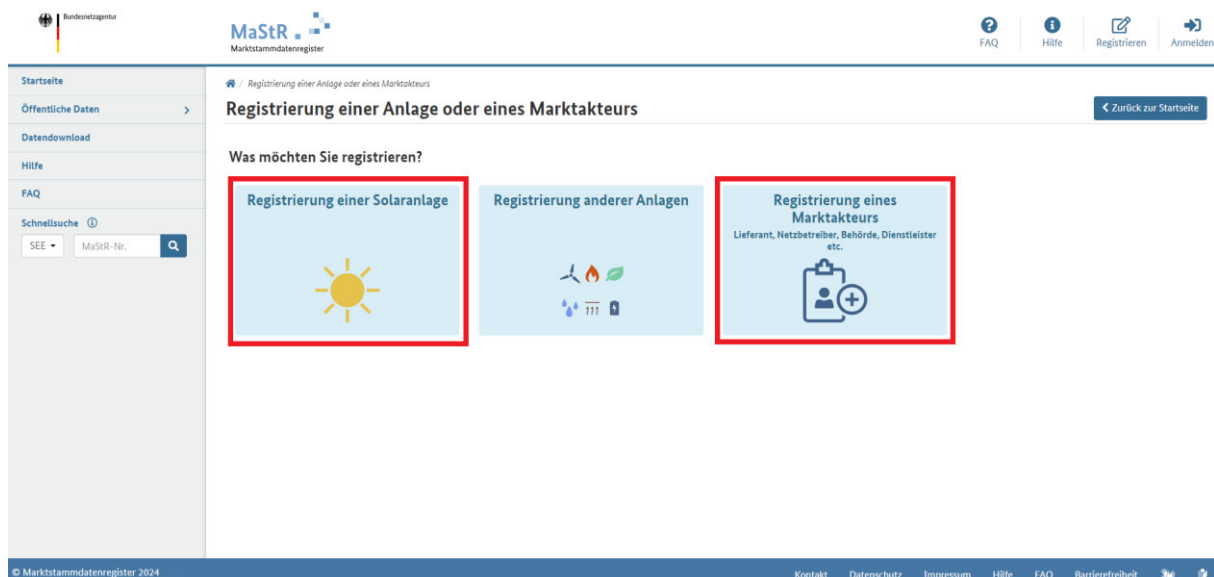 Bundesnetzagentur
MaStR
Marktstammdatenregister
FAQ
Hilfe
Registrieren
Anmelden
Startseite
Öffentliche Daten
Datendownload
Hilfe
FAQ
Schnellsuche
SEE
MaStR-Nr.
/ Registrierung einer Anlage oder eines Marktakteurs
Registrierung einer Anlage oder eines Marktakteurs
Zurück zur Startseite
Was möchten Sie registrieren?
Registrierung einer Solaranlage
Registrierung anderer Anlagen
Registrierung eines
Marktakteurs
Lieferant, Netzbetreiber, Behörde, Dienstleister
etc.
© Marktstammdatenregister 2024
Kontakt Datenschutz Impressum Hilfe FAQ Barrierefreiheit